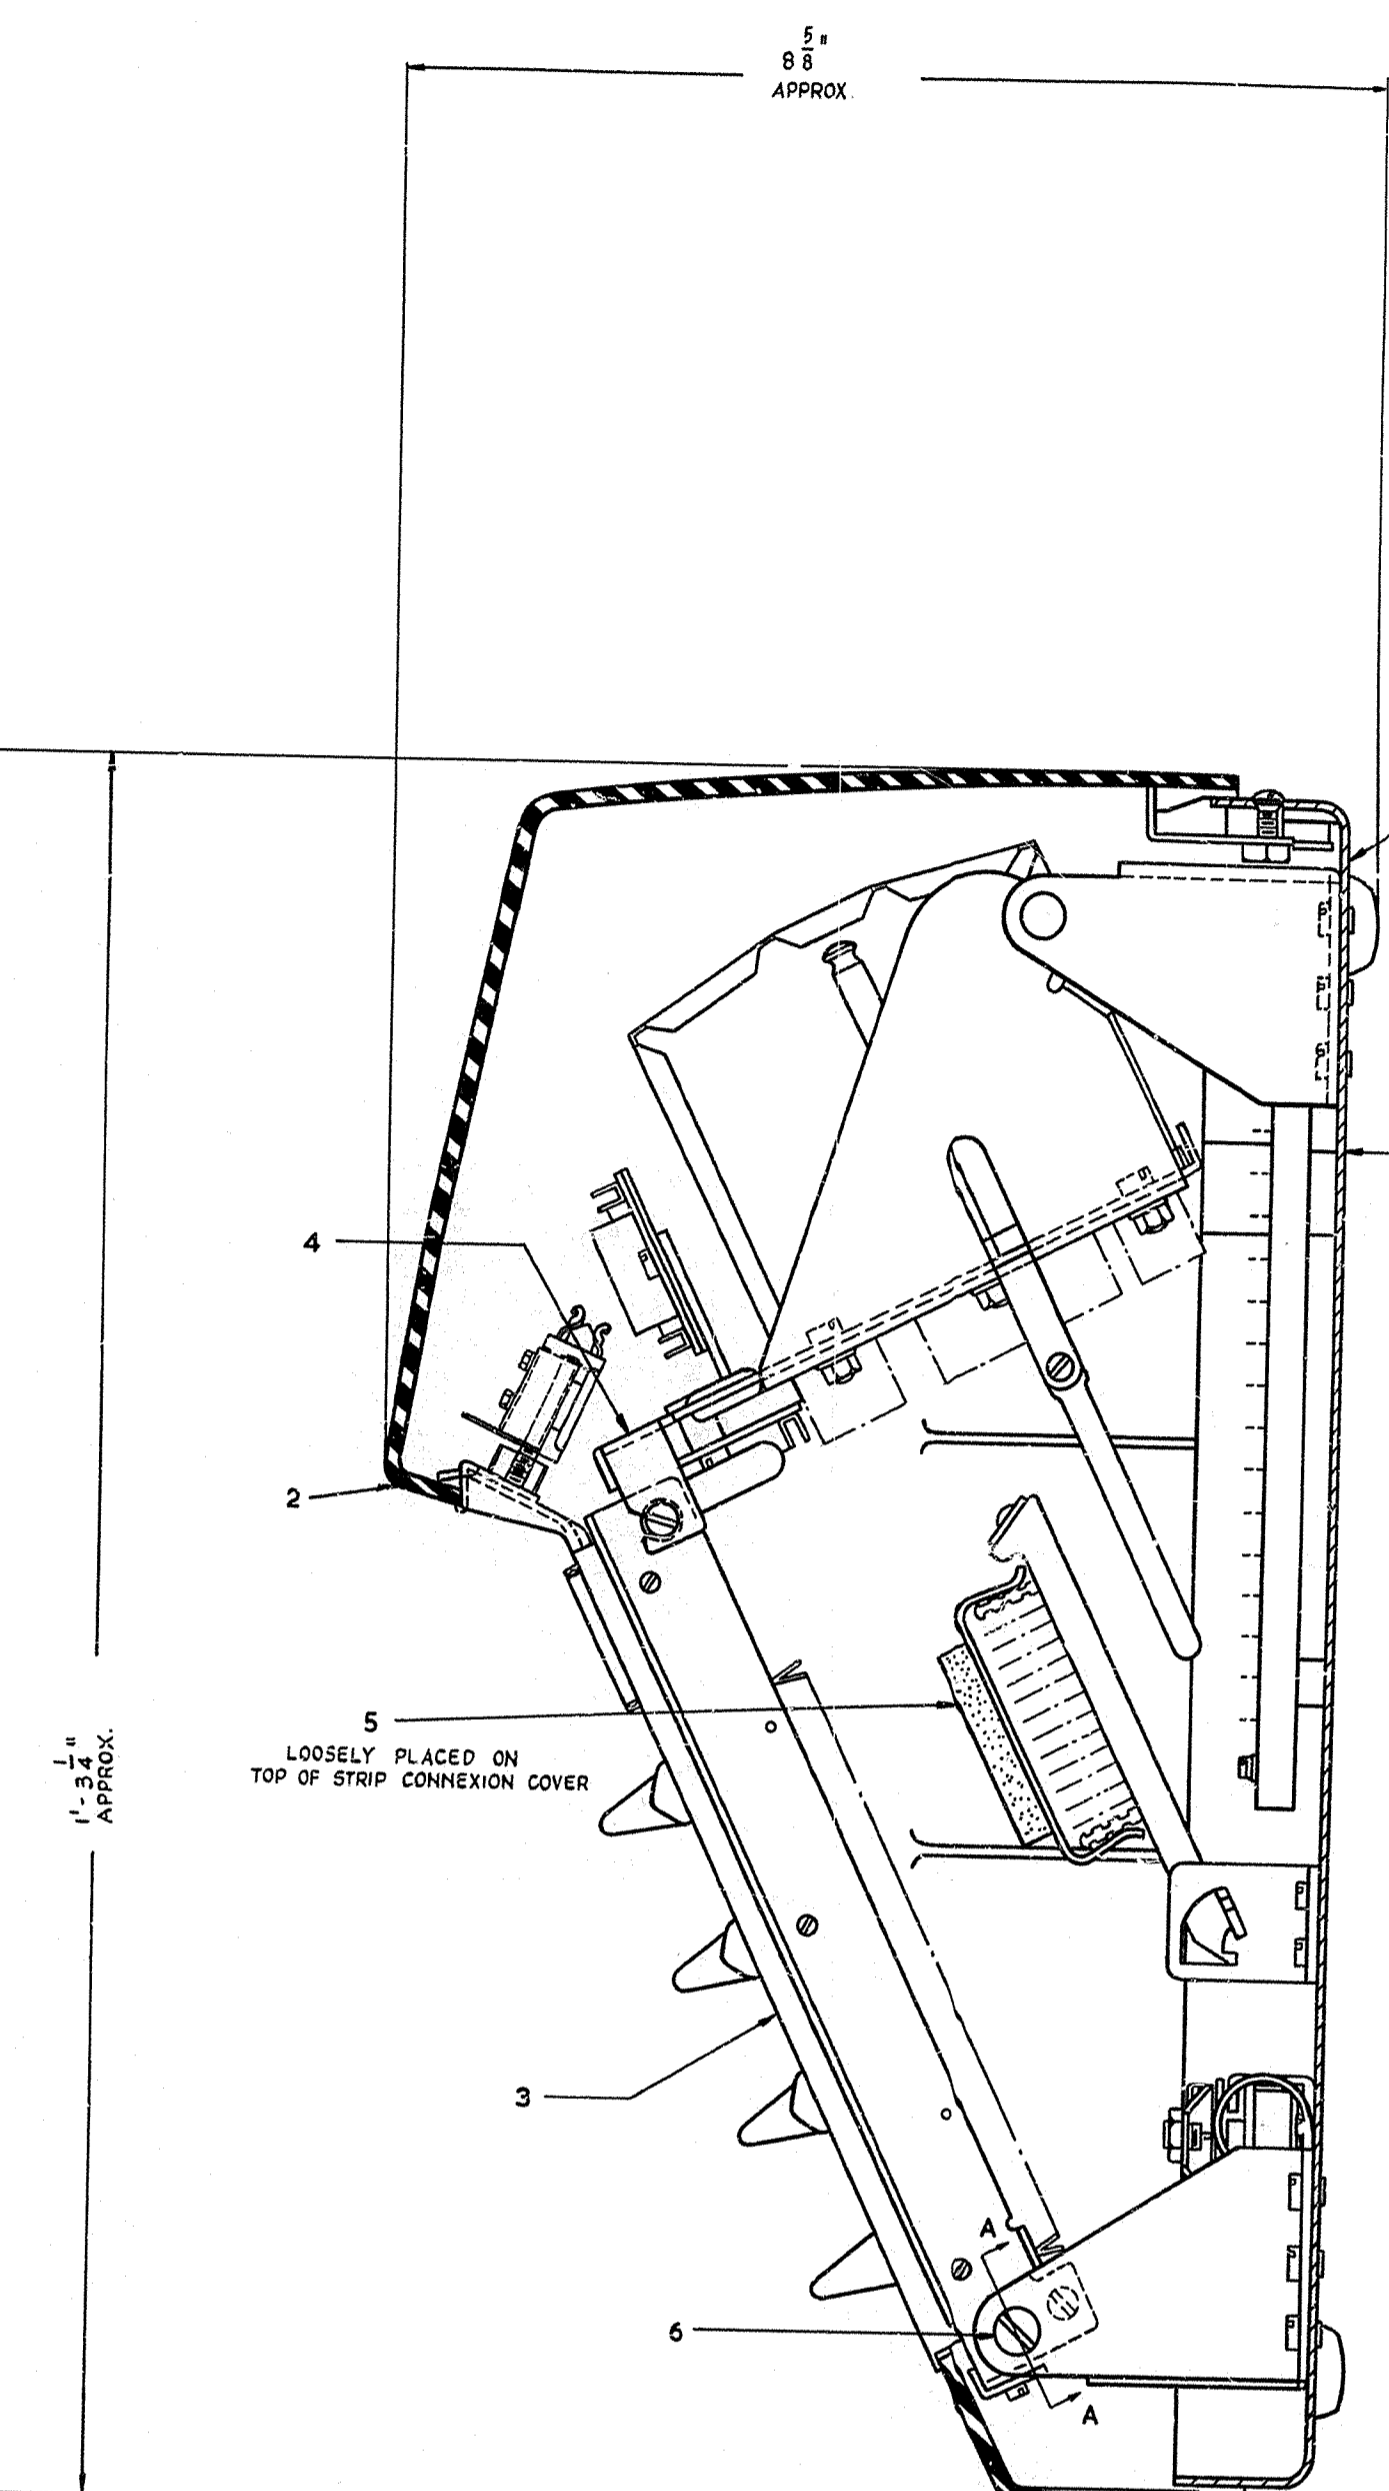 8 5/8"
APPROX.
4
2
5
LOOSELY PLACED ON
TOP OF STRIP CONNEXION COVER
1'-3 1/4"
APPROX.
3
A
6
A